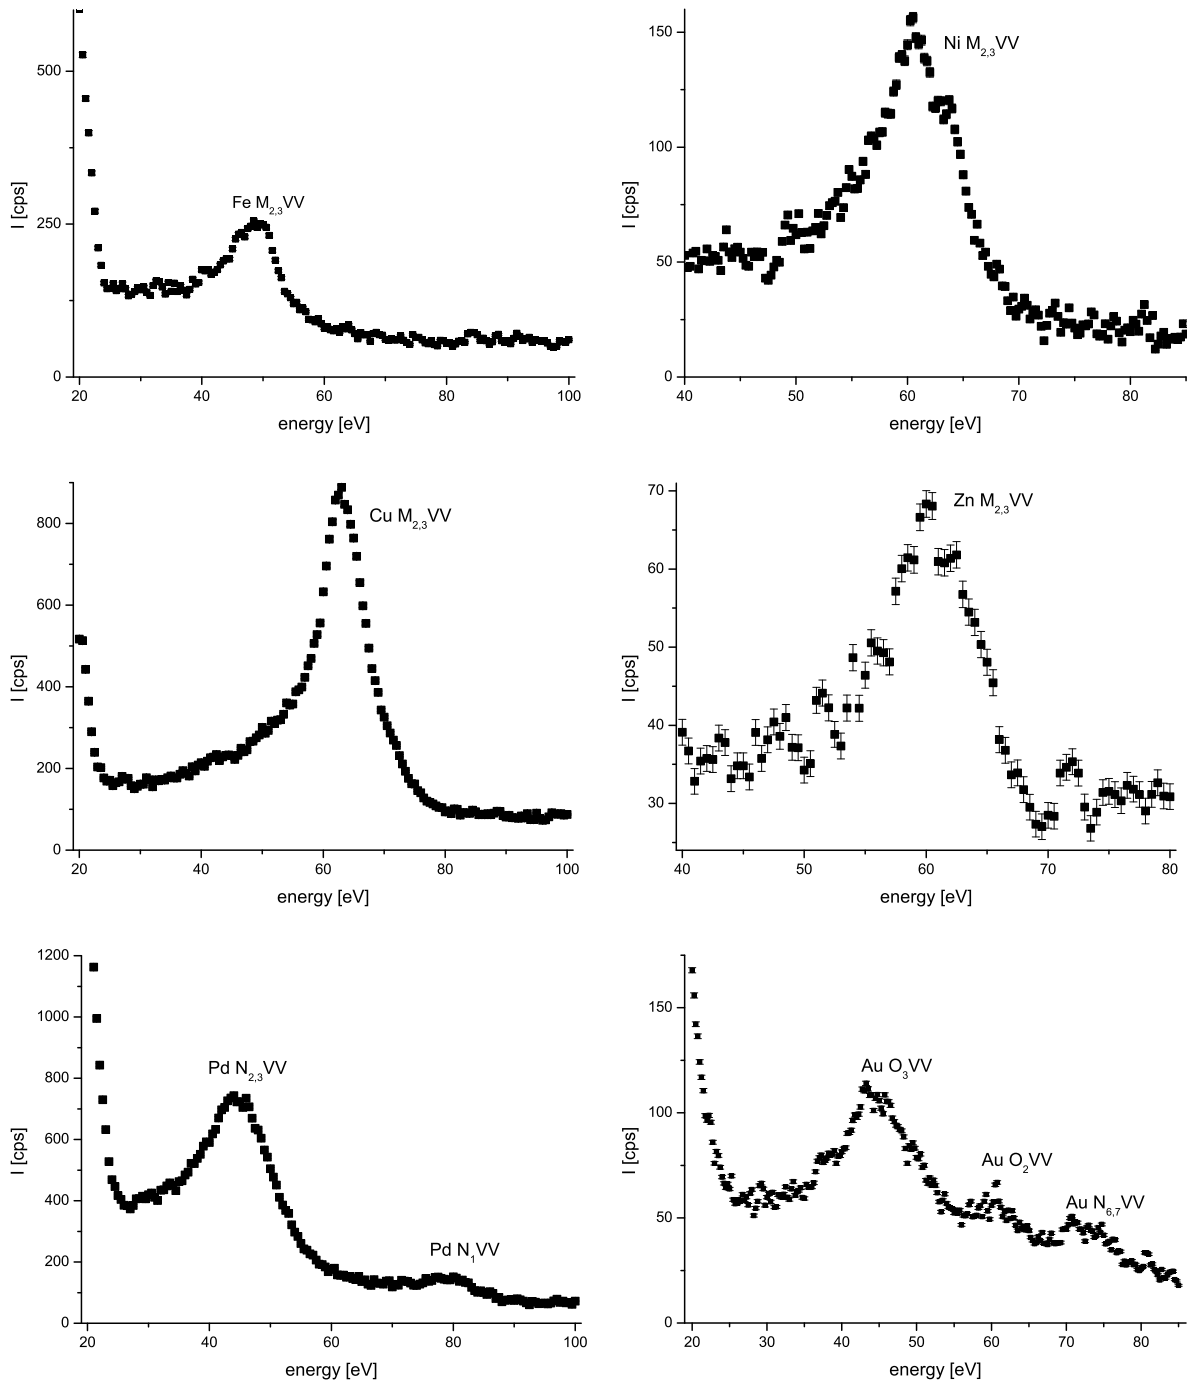 500
250
0
I [cps]
Fe M2,3VV
20 40 60 80 100
energy [eV]
150
100
50
0
I [cps]
Ni M2,3VV
40 50 60 70 80
energy [eV]
800
600
400
200
0
I [cps]
Cu M2,3VV
20 40 60 80 100
energy [eV]
70
60
50
40
30
I [cps]
Zn M2,3VV
40 50 60 70 80
energy [eV]
1200
1000
800
600
400
200
0
I [cps]
Pd N2,3VV
Pd N1VV
20 40 60 80 100
energy [eV]
150
100
50
0
I [cps]
Au O3VV
Au O2VV
Au N6,7VV
20 30 40 50 60 70 80
energy [eV]